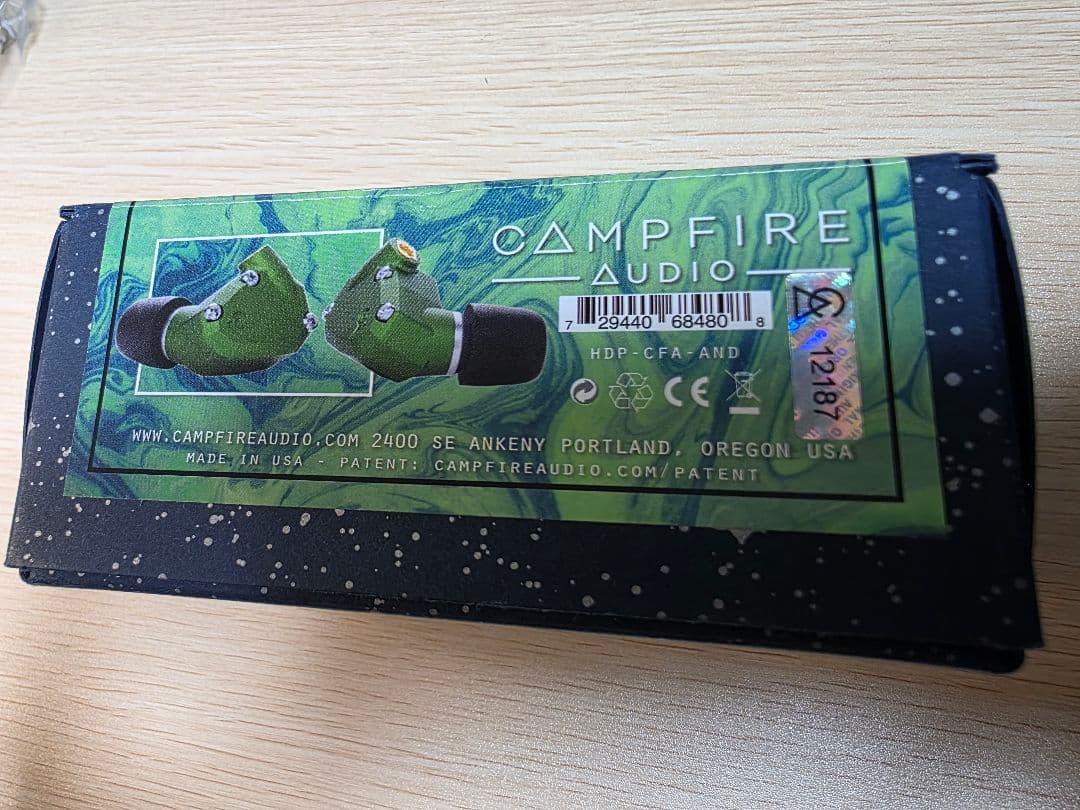 CAMPFIRE
AUDIO
7 29440 68480 8
HDP-CFA-AND
CE
12187
WWW.CAMPFIREAUDIO.COM 2400 SE ANKENY PORTLAND, OREGON USA
MADE IN USA - PATENT: CAMPFIREAUDIO.COM/PATENT